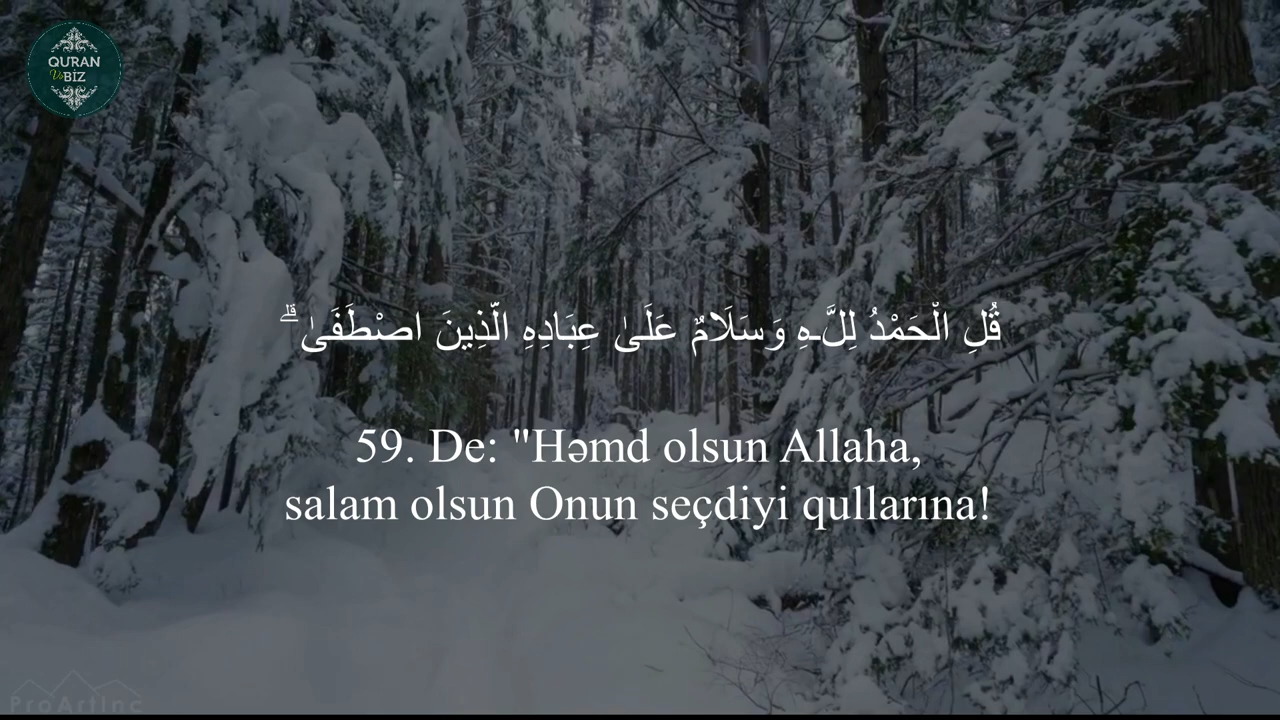 QURAN
Və BİZ
قُلِ الْحَمْدُ لِلَّـهِ وَسَلَامٌ عَلَىٰ عِبَادِهِ الَّذِينَ اصْطَفَىٰ ۗ
59. De: "Həmd olsun Allaha,
salam olsun Onun seçdiyi qullarına!
ProArtInc